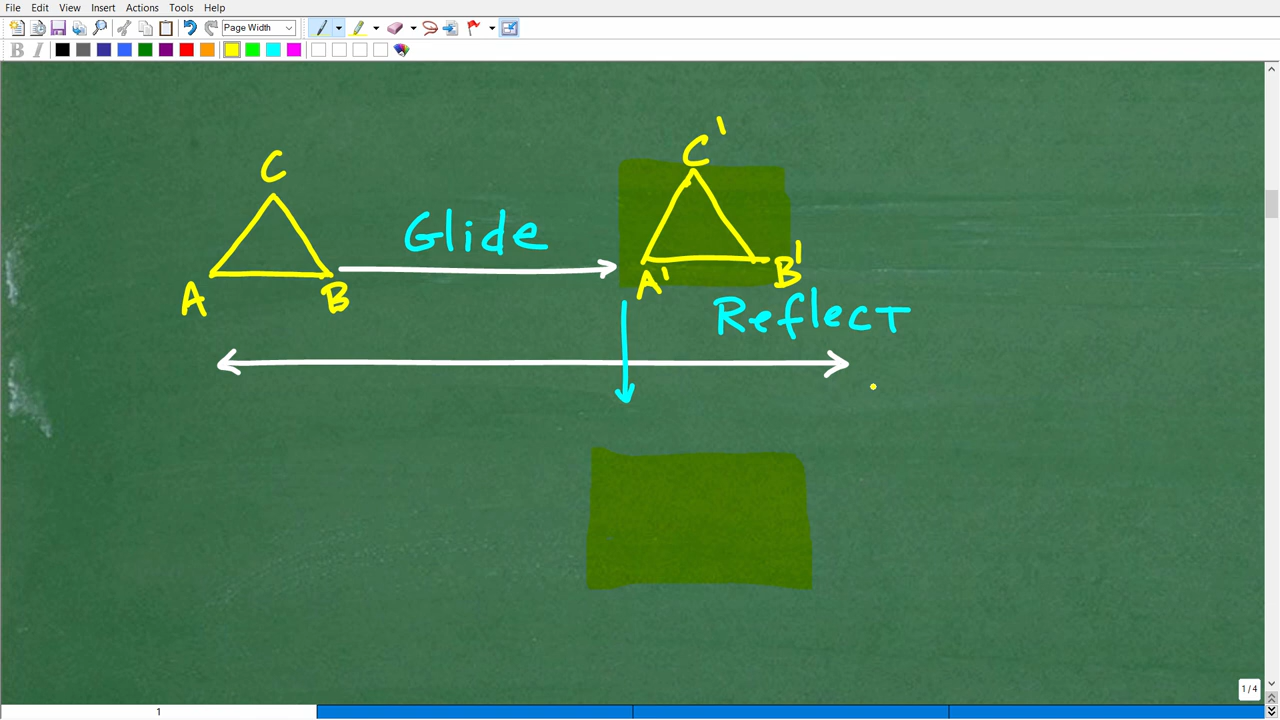 File Edit View Insert Actions Tools Help
Page Width
B I
C
A B
Glide
C'
A' B'
Reflect
1 / 4
1